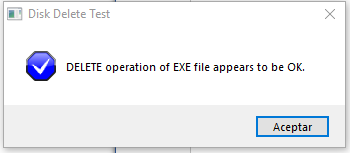 Disk Delete Test
DELETE operation of EXE file appears to be OK.
Aceptar